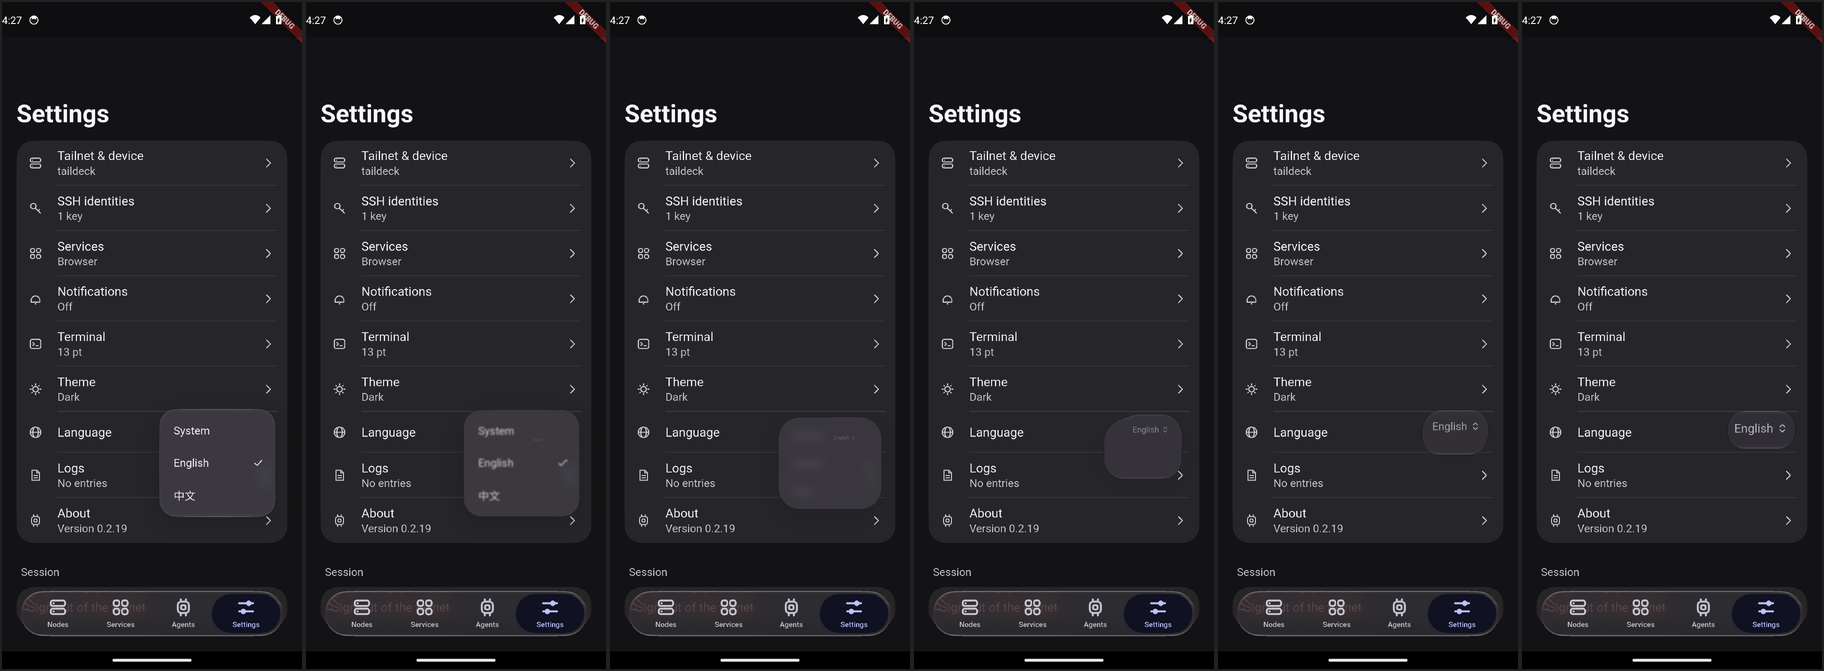 4:27
DEBUG
Settings
Tailnet & device
taildeck
SSH identities
1 key
Services
Browser
Notifications
Off
Terminal
13 pt
Theme
Dark
Language
System
English
中文
Logs
No entries
About
Version 0.2.19
Session
Nodes
Services
Agents
Settings
4:27
DEBUG
Settings
Tailnet & device
taildeck
SSH identities
1 key
Services
Browser
Notifications
Off
Terminal
13 pt
Theme
Dark
Language
System
English
中文
Logs
No entries
About
Version 0.2.19
Session
Nodes
Services
Agents
Settings
4:27
DEBUG
Settings
Tailnet & device
taildeck
SSH identities
1 key
Services
Browser
Notifications
Off
Terminal
13 pt
Theme
Dark
Language
English
Logs
No entries
About
Version 0.2.19
Session
Nodes
Services
Agents
Settings
4:27
DEBUG
Settings
Tailnet & device
taildeck
SSH identities
1 key
Services
Browser
Notifications
Off
Terminal
13 pt
Theme
Dark
Language
English
Logs
No entries
About
Version 0.2.19
Session
Nodes
Services
Agents
Settings
4:27
DEBUG
Settings
Tailnet & device
taildeck
SSH identities
1 key
Services
Browser
Notifications
Off
Terminal
13 pt
Theme
Dark
Language
English
Logs
No entries
About
Version 0.2.19
Session
Nodes
Services
Agents
Settings
4:27
DEBUG
Settings
Tailnet & device
taildeck
SSH identities
1 key
Services
Browser
Notifications
Off
Terminal
13 pt
Theme
Dark
Language
English
Logs
No entries
About
Version 0.2.19
Session
Nodes
Services
Agents
Settings